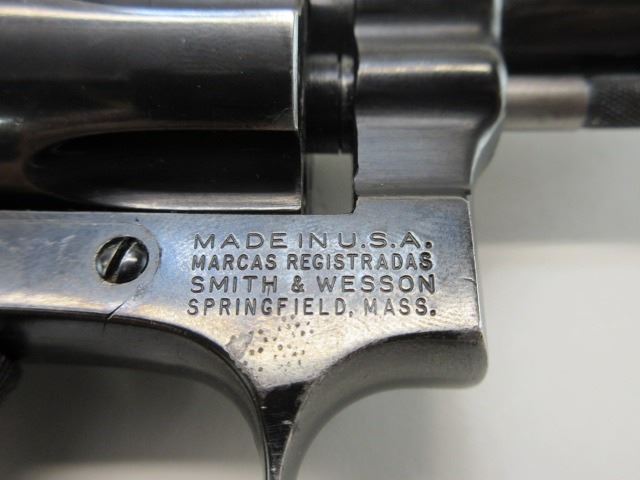 MADE IN U.S.A.
MARCAS REGISTRADAS
SMITH & WESSON
SPRINGFIELD, MASS.